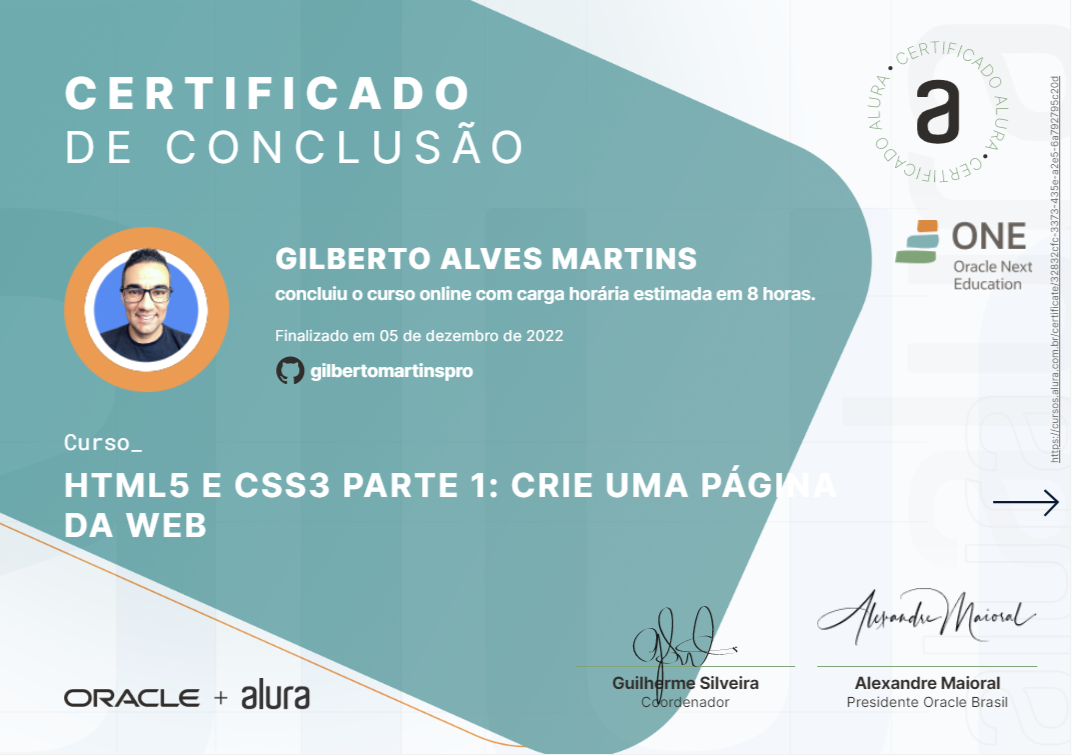 CERTIFICADO
DE CONCLUSÃO
CERTIFICADO ALURA • CERTIFICADO ALURA •
a
ONE
Oracle Next
Education
GILBERTO ALVES MARTINS
concluiu o curso online com carga horária estimada em 8 horas.
Finalizado em 05 de dezembro de 2022
gilbertomartinspro
Curso_
HTML5 E CSS3 PARTE 1: CRIE UMA PÁGINA
DA WEB
https://cursos.alura.com.br/certificate/32832cfc-3373-435e-a2e5-6a792795c20d
Alexandre Maioral
Guilherme Silveira
Coordenador
Alexandre Maioral
Presidente Oracle Brasil
ORACLE + alura